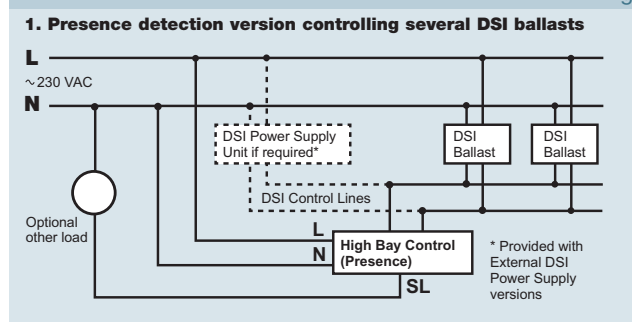 1. Presence detection version controlling several DSI ballasts
L
~230 VAC
N
DSI Power Supply
Unit if required*
DSI
Ballast
DSI
Ballast
DSI Control Lines
Optional
other load
L
N
High Bay Control
(Presence)
SL
* Provided with
External DSI
Power Supply
versions